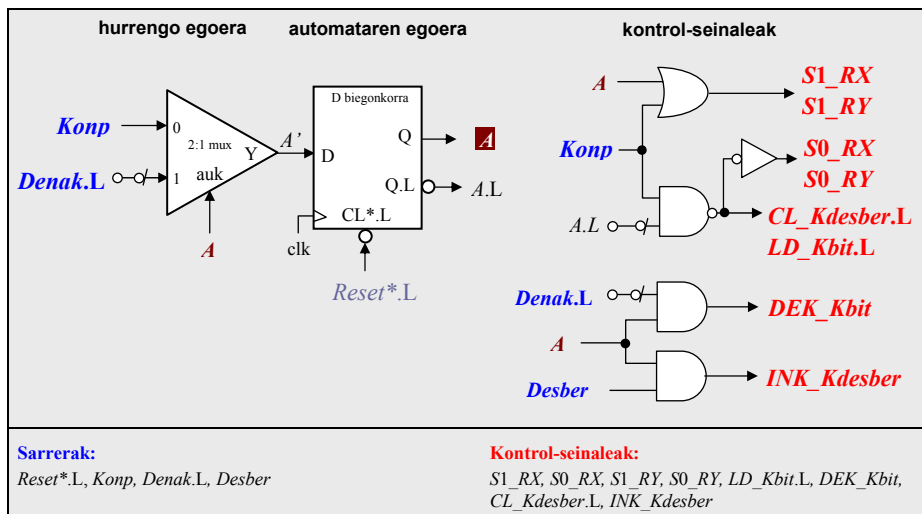 hurrengo egoera
automataren egoera
kontrol-seinaleak
Konp
0
2:1 mux
Y
Denak.L
1
auk
A
A'
D biegonkorra
D
Q
Q.L
CL*.L
clk
Reset*.L
A
A.L
A
Konp
A.L
S1_RX
S1_RY
S0_RX
S0_RY
CL_Kdesber.L
LD_Kbit.L
Denak.L
A
Desber
DEK_Kbit
INK_Kdesber
Sarrerak:
Reset*.L, Konp, Denak.L, Desber
Kontrol-seinaleak:
S1_RX, S0_RX, S1_RY, S0_RY, LD_Kbit.L, DEK_Kbit,
CL_Kdesber.L, INK_Kdesber